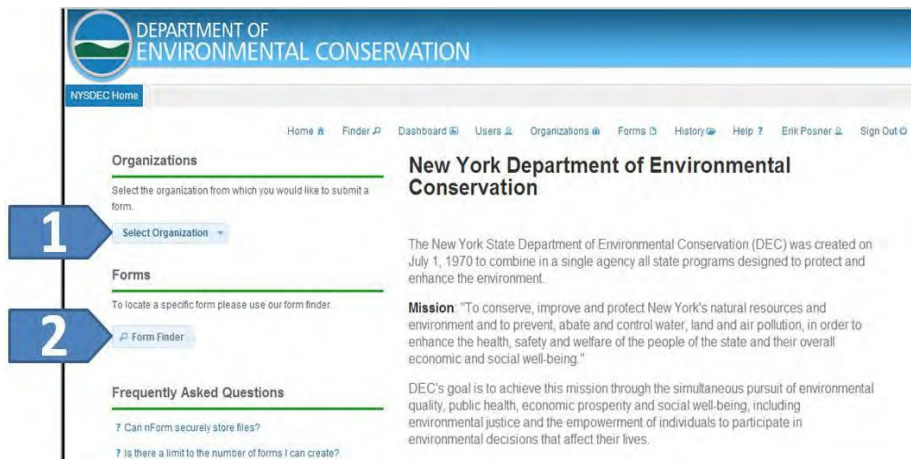 DEPARTMENT OF
ENVIRONMENTAL CONSERVATION
NYSDEC Home
Home Finder Dashboard Users Organizations Forms History Help ? Erik Posner Sign Out
Organizations
Select the organization from which you would like to submit a
form.
1
Select Organization
Forms
To locate a specific form please use our form finder.
2
Form Finder
Frequently Asked Questions
? Can nForm securely store files?
? Is there a limit to the number of forms I can create?
New York Department of Environmental
Conservation
The New York State Department of Environmental Conservation (DEC) was created on
July 1, 1970 to combine in a single agency all state programs designed to protect and
enhance the environment.
Mission: "To conserve, improve and protect New York's natural resources and
environment and to prevent, abate and control water, land and air pollution, in order to
enhance the health, safety and welfare of the people of the state and their overall
economic and social well-being."
DEC's goal is to achieve this mission through the simultaneous pursuit of environmental
quality, public health, economic prosperity and social well-being, including
environmental justice and the empowerment of individuals to participate in
environmental decisions that affect their lives.